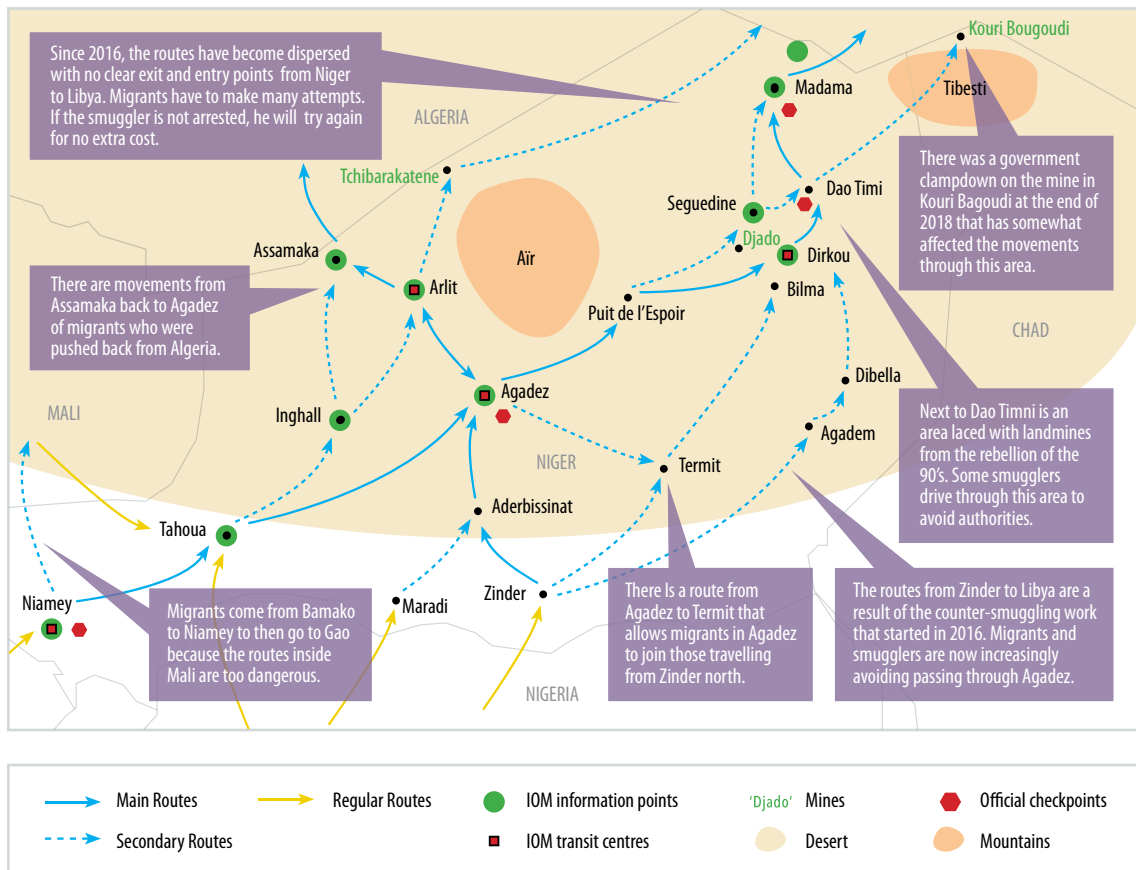 Since 2016, the routes have become dispersed
with no clear exit and entry points from Niger
to Libya. Migrants have to make many attempts.
If the smuggler is not arrested, he will try again
for no extra cost.
Kouri Bougoudi
Madama
Tibesti
ALGERIA
Tchibarakatene
There was a government
clampdown on the mine in
Kouri Bagoudi at the end of
2018 that has somewhat
affected the movements
through this area.
Dao Timi
Seguedine
Djado
Assamaka
Aïr
Dirkou
There are movements from
Assamaka back to Agadez
of migrants who were
pushed back from Algeria.
Arlit
Bilma
Puit de l'Espoir
CHAD
Dibella
Agadez
MALI
Inghall
Agadem
Next to Dao Timni is an
area laced with landmines
from the rebellion of the
90's. Some smugglers
drive through this area to
avoid authorities.
NIGER
Termit
Aderbissinat
Tahoua
Niamey
Migrants come from Bamako
to Niamey to then go to Gao
because the routes inside
Mali are too dangerous.
Maradi
Zinder
There Is a route from
Agadez to Termit that
allows migrants in Agadez
to join those travelling
from Zinder north.
The routes from Zinder to Libya are a
result of the counter-smuggling work
that started in 2016. Migrants and
smugglers are now increasingly
avoiding passing through Agadez.
NIGERIA
Main Routes
Regular Routes
IOM information points
'Djado' Mines
Official checkpoints
Secondary Routes
IOM transit centres
Desert
Mountains